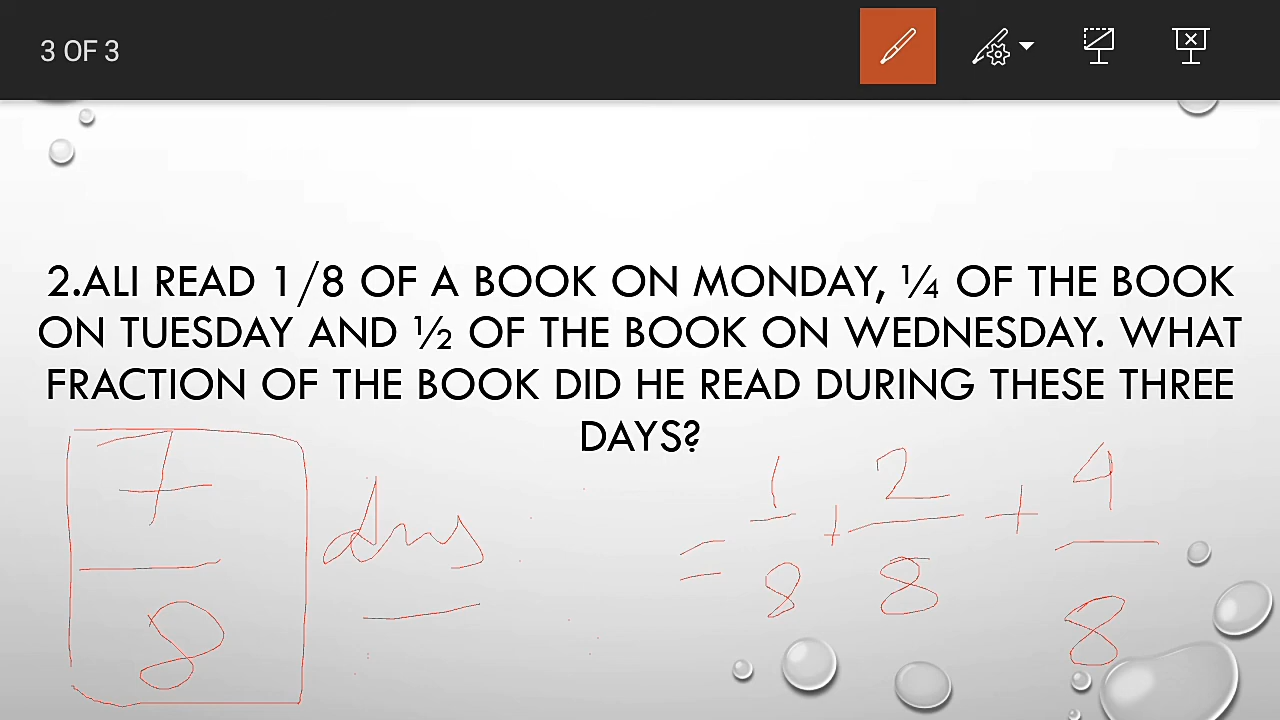 3 OF 3
2.ALI READ 1/8 OF A BOOK ON MONDAY, ¼ OF THE BOOK
ON TUESDAY AND ½ OF THE BOOK ON WEDNESDAY. WHAT
FRACTION OF THE BOOK DID HE READ DURING THESE THREE
DAYS?
= 1/8 + 2/8 + 4/8
7/8 ans